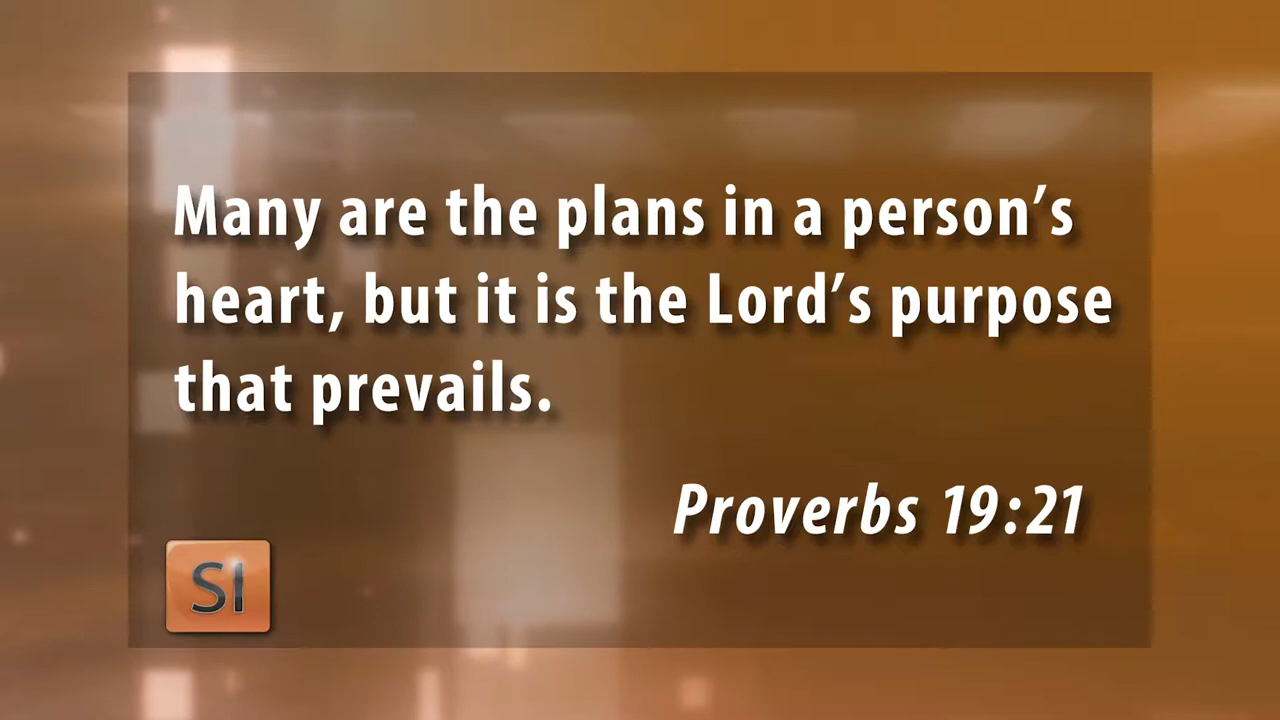 Many are the plans in a person’s
heart, but it is the Lord’s purpose
that prevails.
Proverbs 19:21
SI